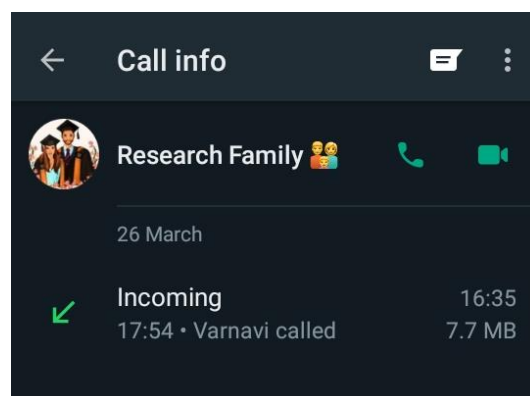 Call info
Research Family 👨‍👩‍👦
26 March
Incoming 16:35
17:54 • Varnavi called 7.7 MB